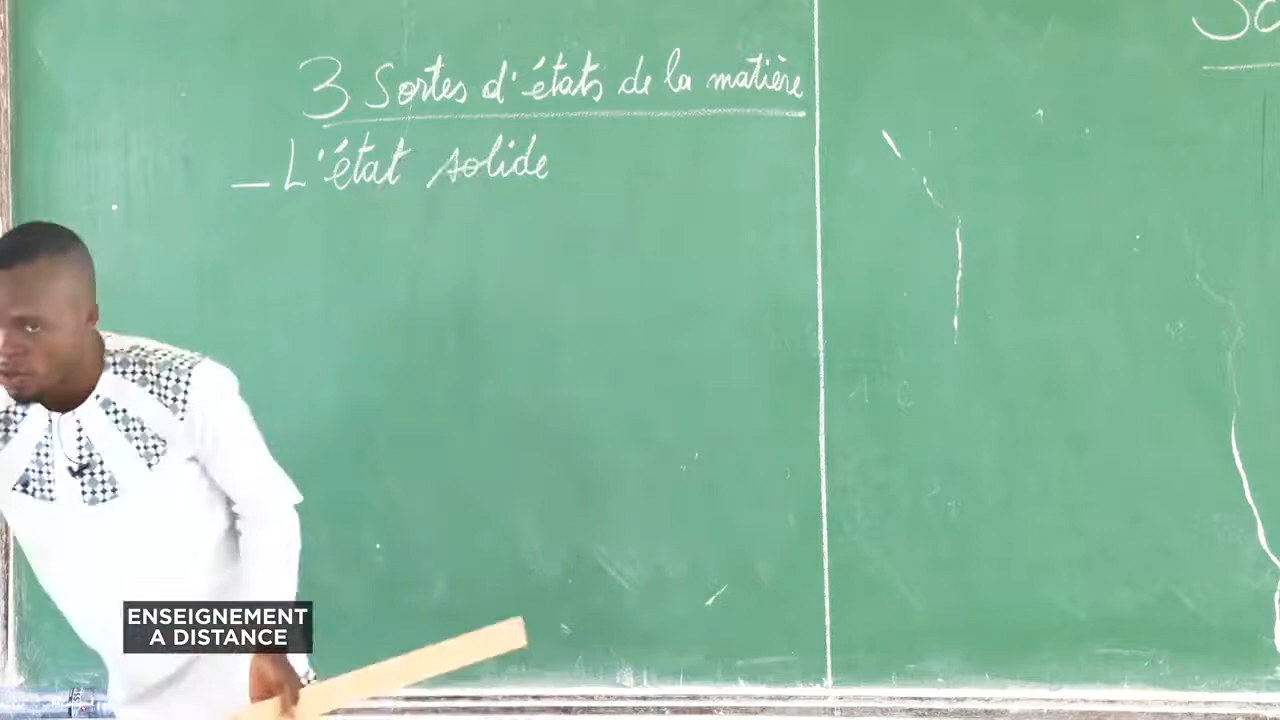 3 Sortes d'états de la matière
_ L'état solide
ENSEIGNEMENT
A DISTANCE